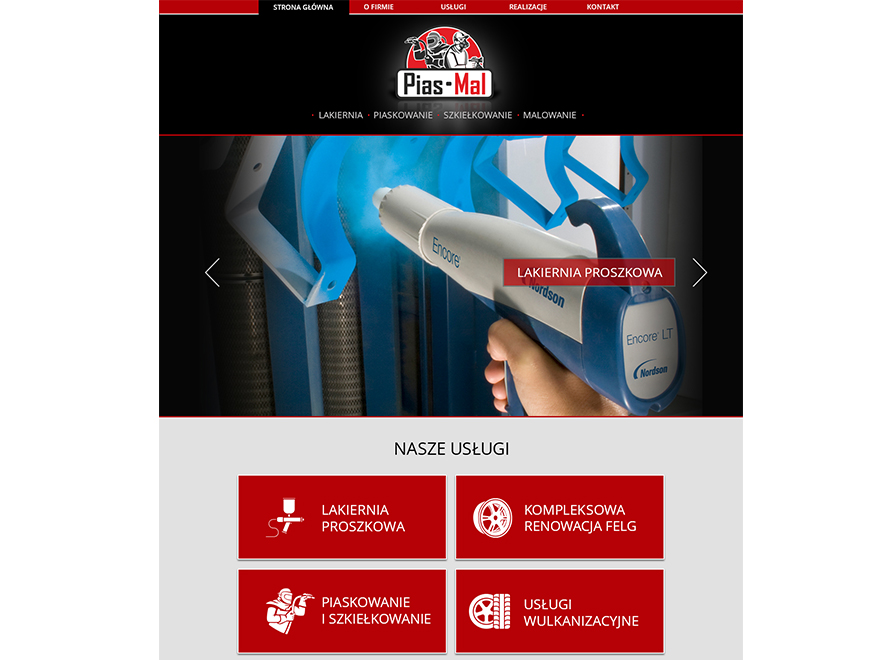 STRONA GŁÓWNA O FIRMIE USŁUGI REALIZACJE KONTAKT
Pias-Mal
· LAKIERNIA · PIASKOWANIE · SZKIEŁKOWANIE · MALOWANIE ·
Encore
LAKIERNIA PROSZKOWA
Nordson
Encore LT
Nordson
NASZE USŁUGI
LAKIERNIA
PROSZKOWA
KOMPLEKSOWA
RENOWACJA FELG
PIASKOWANIE
I SZKIEŁKOWANIE
USŁUGI
WULKANIZACYJNE